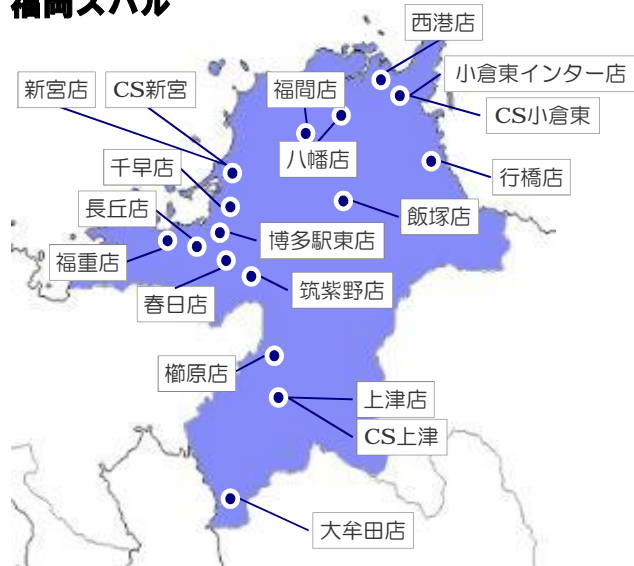 福岡スバル
西港店
小倉東インター店
新宮店
CS新宮
福間店
CS小倉東
八幡店
千早店
行橋店
長丘店
飯塚店
博多駅東店
福重店
春日店
筑紫野店
櫛原店
上津店
CS上津
大牟田店